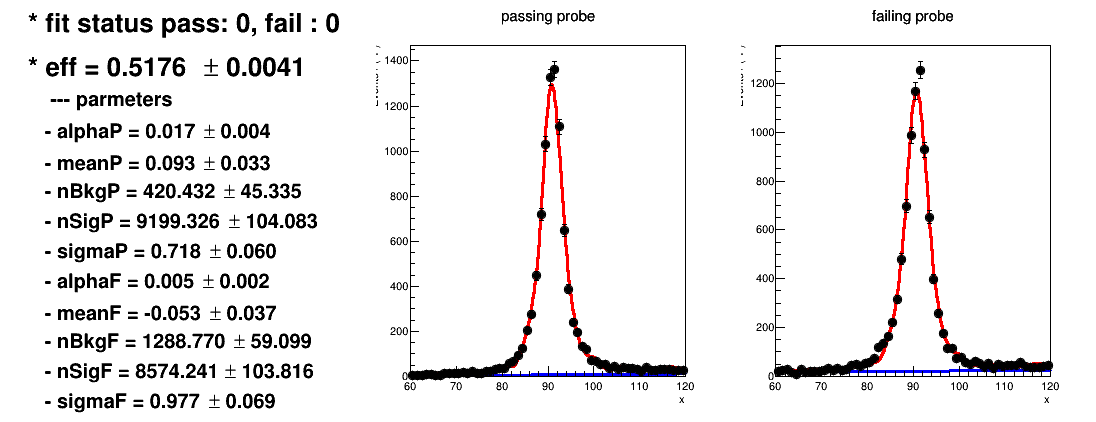 * fit status pass: 0, fail : 0
* eff = 0.5176 ± 0.0041
--- parmeters
- alphaP = 0.017 ± 0.004
- meanP = 0.093 ± 0.033
- nBkgP = 420.432 ± 45.335
- nSigP = 9199.326 ± 104.083
- sigmaP = 0.718 ± 0.060
- alphaF = 0.005 ± 0.002
- meanF = -0.053 ± 0.037
- nBkgF = 1288.770 ± 59.099
- nSigF = 8574.241 ± 103.816
- sigmaF = 0.977 ± 0.069
passing probe
1400
1200
1000
800
600
400
200
0
60 70 80 90 100 110 120
x
failing probe
1200
1000
800
600
400
200
0
60 70 80 90 100 110 120
x